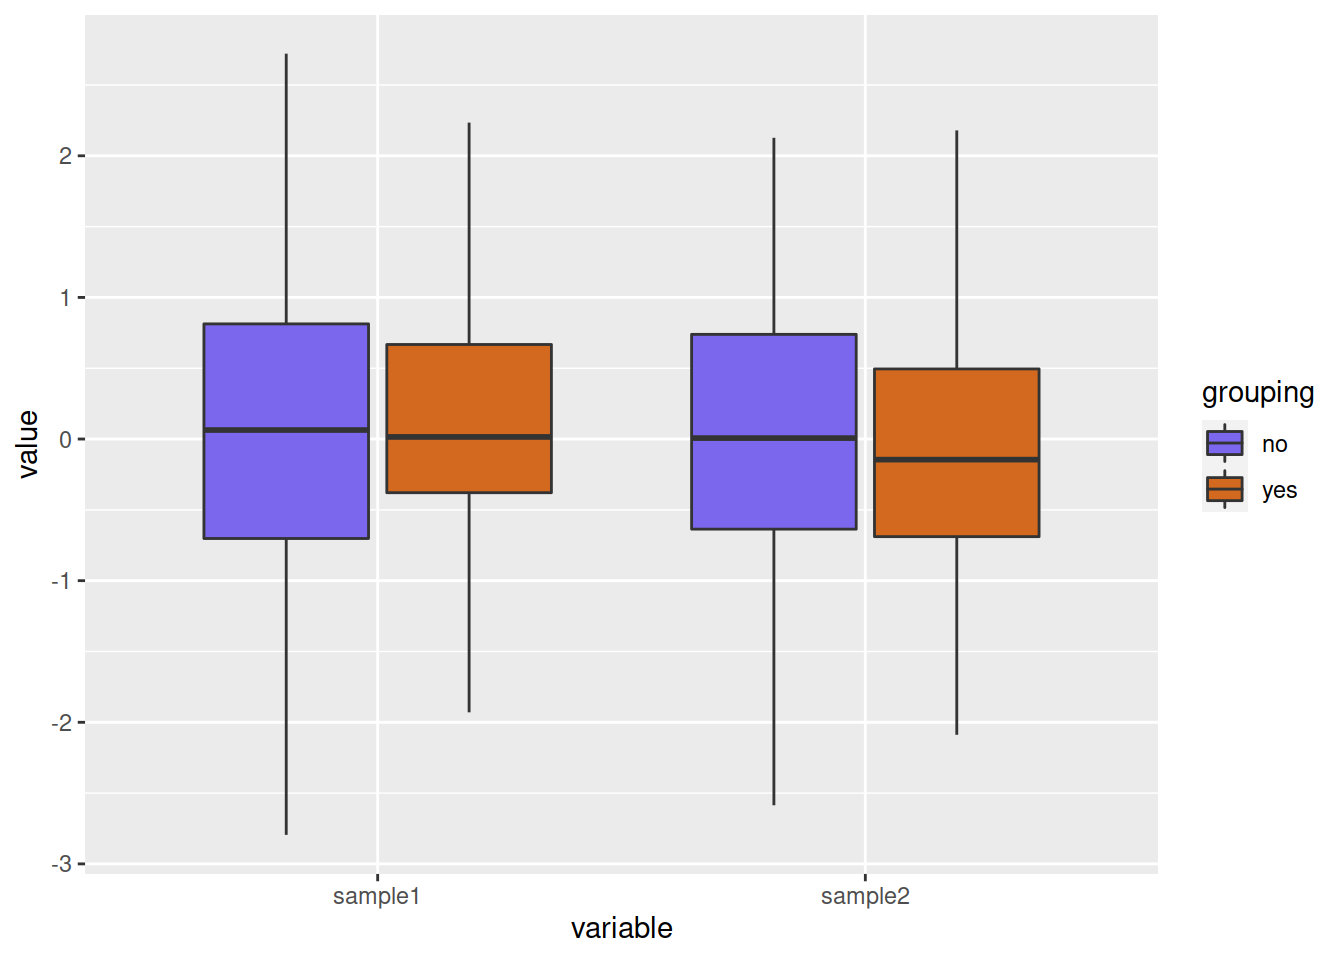 value
2
1
0
-1
-2
-3
sample1 sample2
variable
grouping
no
yes